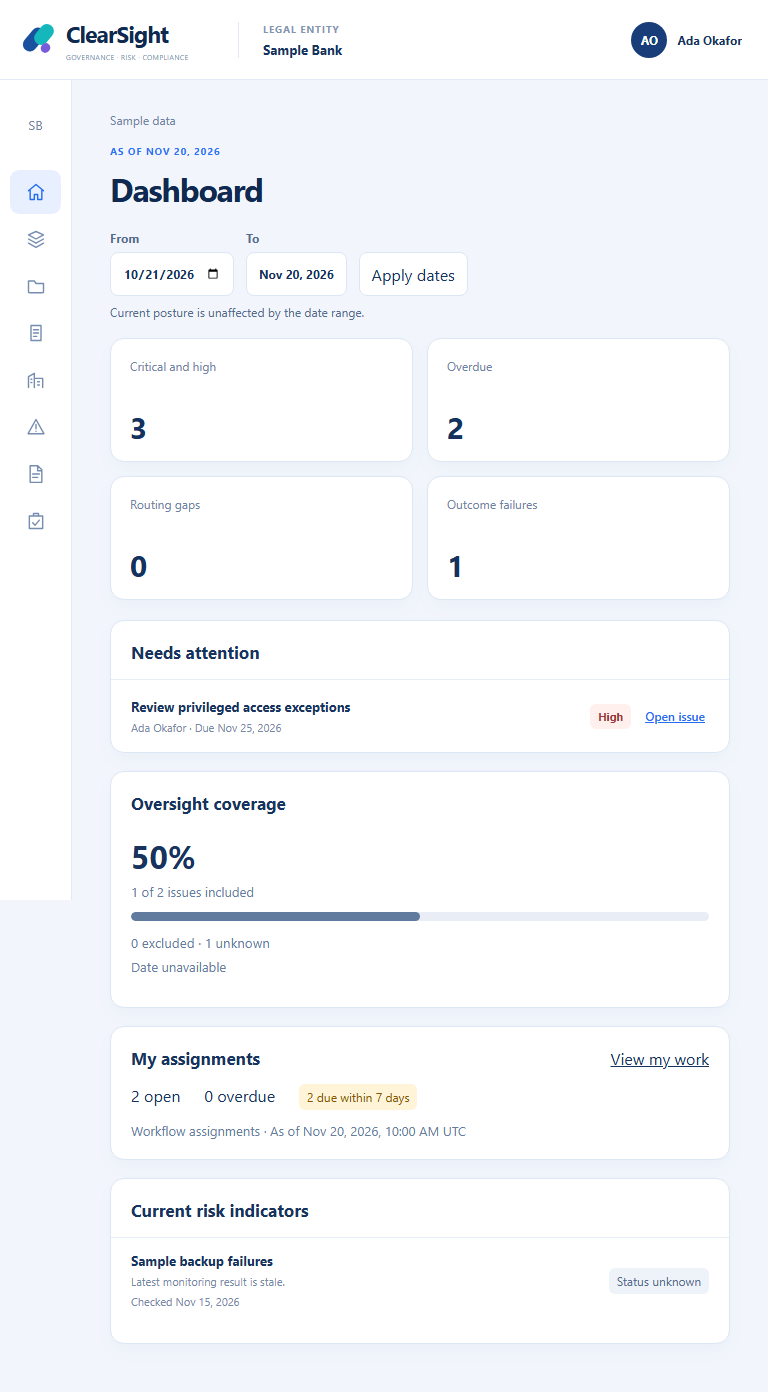 ClearSight
GOVERNANCE · RISK · COMPLIANCE
LEGAL ENTITY
Sample Bank
AO
Ada Okafor
SB
Sample data
AS OF NOV 20, 2026
Dashboard
From
To
10/21/2026
Nov 20, 2026
Apply dates
Current posture is unaffected by the date range.
Critical and high
3
Overdue
2
Routing gaps
0
Outcome failures
1
Needs attention
Review privileged access exceptions
Ada Okafor · Due Nov 25, 2026
High
Open issue
Oversight coverage
50%
1 of 2 issues included
0 excluded · 1 unknown
Date unavailable
My assignments
View my work
2 open
0 overdue
2 due within 7 days
Workflow assignments · As of Nov 20, 2026, 10:00 AM UTC
Current risk indicators
Sample backup failures
Latest monitoring result is stale.
Checked Nov 15, 2026
Status unknown